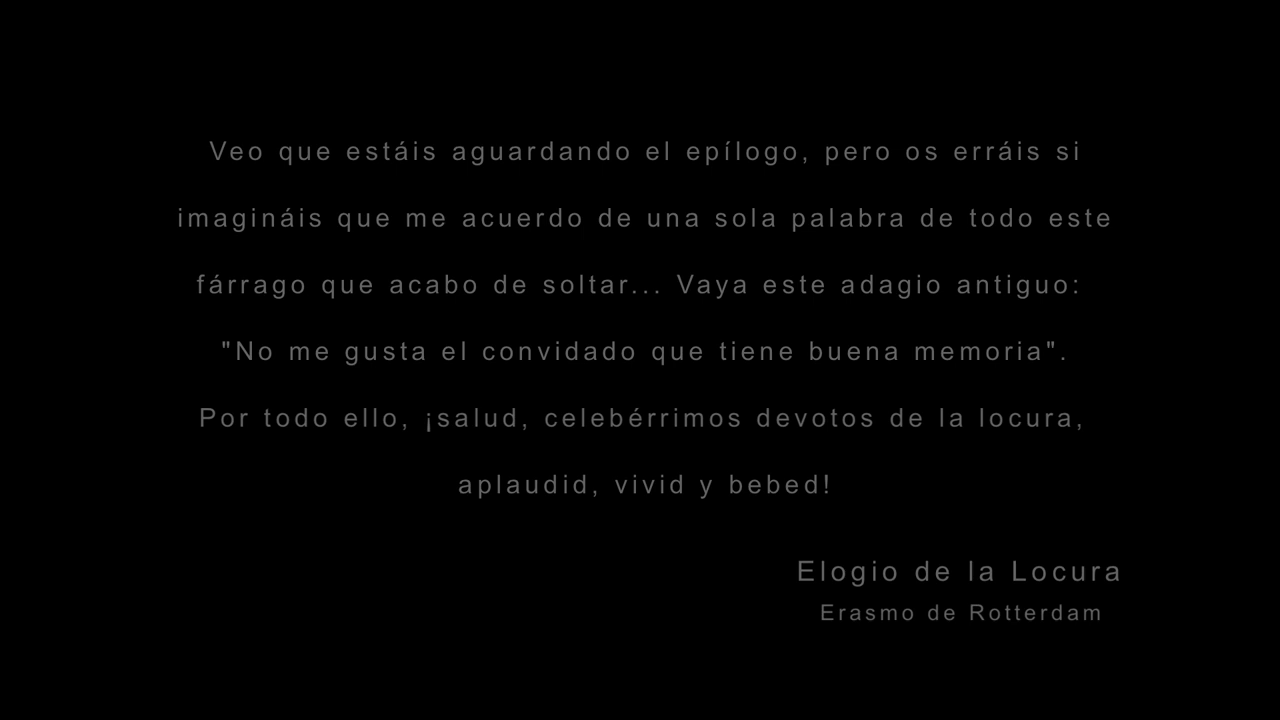 Veo que estáis aguardando el epílogo, pero os erráis si
imagináis que me acuerdo de una sola palabra de todo este
fárrago que acabo de soltar... Vaya este adagio antiguo:
"No me gusta el convidado que tiene buena memoria".
Por todo ello, ¡salud, celebérrimos devotos de la locura,
aplaudid, vivid y bebed!
Elogio de la Locura
Erasmo de Rotterdam